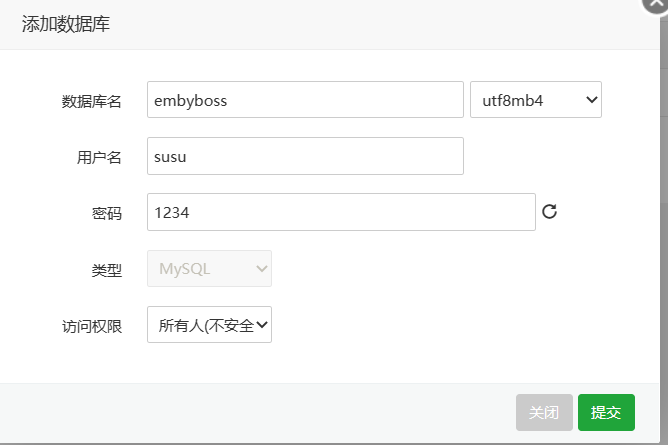 添加数据库
数据库名 embyboss utf8mb4
用户名 susu
密码 1234
类型 MySQL
访问权限 所有人(不安全
关闭 提交